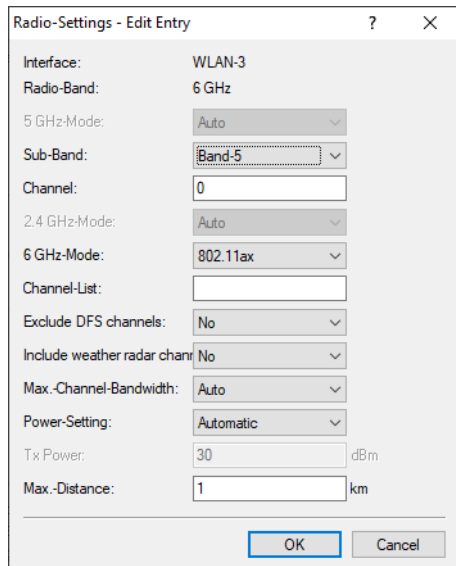 Radio-Settings - Edit Entry ?
Interface: WLAN-3
Radio-Band: 6 GHz
5 GHz-Mode: Auto
Sub-Band: Band-5
Channel: 0
2.4 GHz-Mode: Auto
6 GHz-Mode: 802.11ax
Channel-List:
Exclude DFS channels: No
Include weather radar chanr No
Max.-Channel-Bandwidth: Auto
Power-Setting: Automatic
Tx Power: 30 dBm
Max.-Distance: 1 km
OK Cancel